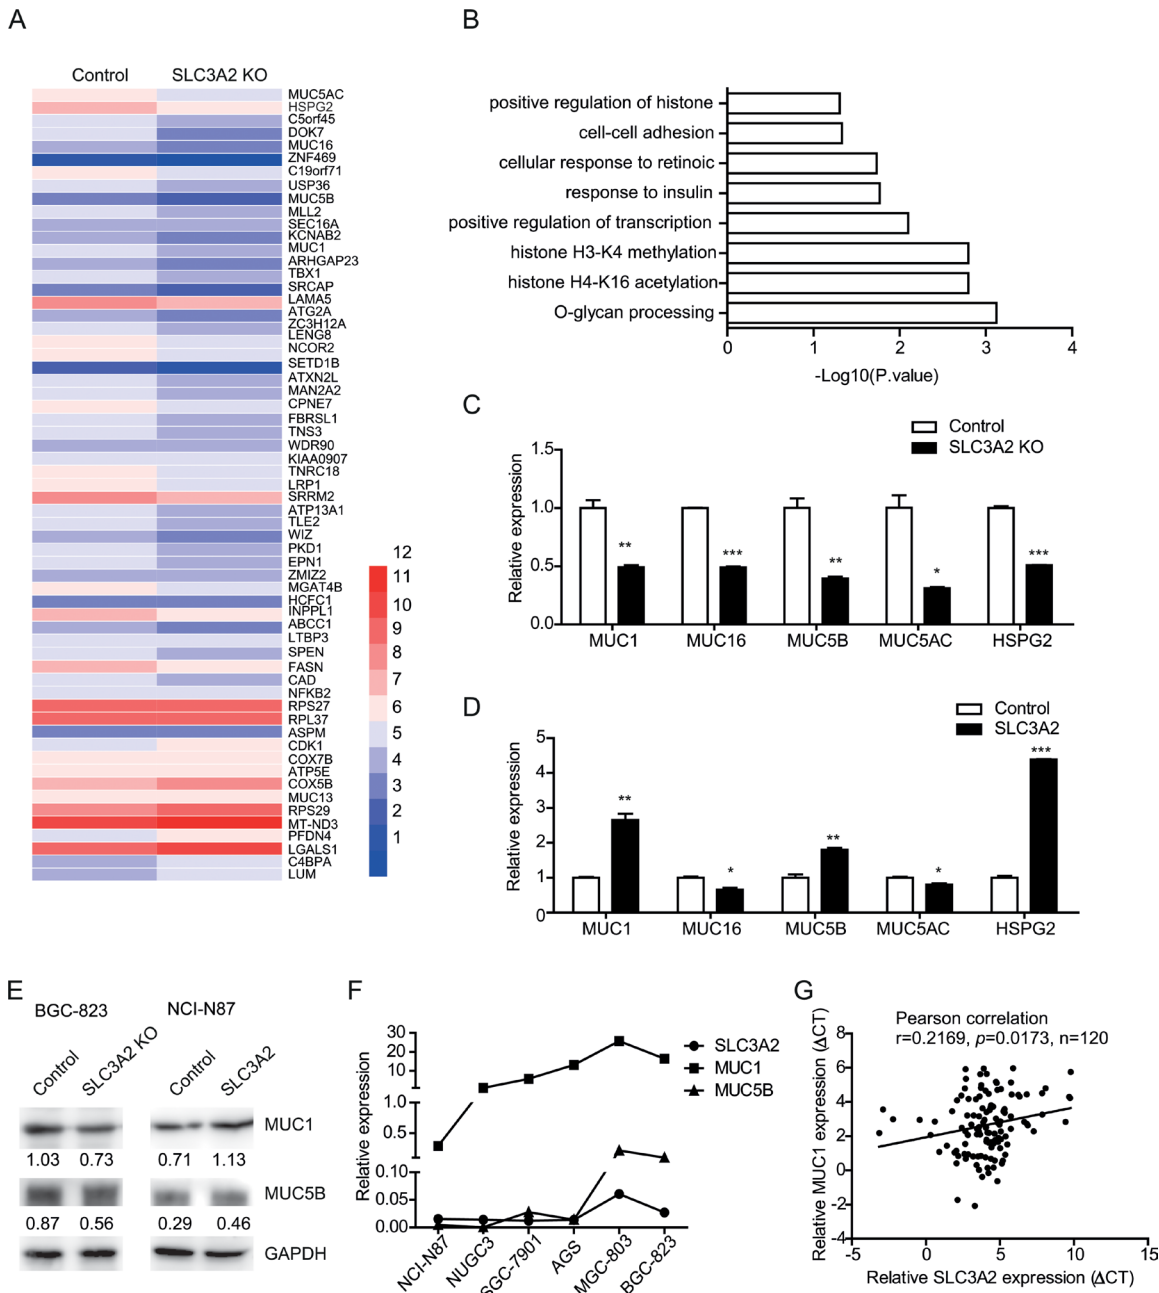 A
Control SLC3A2 KO
MUC5AC
HSPG2
C5orf45
DOK7
MUC16
ZNF469
C19orf71
USP36
MUC5B
MLL2
SEC16A
KCNAB2
MUC1
ARHGAP23
TBX1
SRCAP
LAMA5
ATG2A
ZC3H12A
LENG8
NCOR2
SETD1B
ATXN2L
MAN2A2
CPNE7
FBRSL1
TNS3
WDR90
KIAA0907
TNRC18
LRP1
SRRM2
ATP13A1
TLE2
WIZ
PKD1
EPN1
ZMIZ2
MGAT4B
HCFC1
INPPL1
ABCC1
LTBP3
SPEN
FASN
CAD
NFKB2
RPS27
RPL37
ASPM
CDK1
COX7B
ATP5E
COX5B
MUC13
RPS29
MT-ND3
PFDN4
LGALS1
C4BPA
LUM
12
11
10
9
8
7
6
5
4
3
2
1
B
positive regulation of histone
cell-cell adhesion
cellular response to retinoic
response to insulin
positive regulation of transcription
histone H3-K4 methylation
histone H4-K16 acetylation
O-glycan processing
0 1 2 3 4
-Log10(P.value)
C
Control
SLC3A2 KO
Relative expression
1.5
1.0
0.5
0.0
** *** ** * ***
MUC1 MUC16 MUC5B MUC5AC HSPG2
D
Control
SLC3A2
Relative expression
5
4
3
2
1
0
** * ** * ***
MUC1 MUC16 MUC5B MUC5AC HSPG2
E
BGC-823 NCI-N87
Control SLC3A2 KO Control SLC3A2
MUC1
1.03 0.73 0.71 1.13
MUC5B
0.87 0.56 0.29 0.46
GAPDH
F
SLC3A2
MUC1
MUC5B
Relative expression
30
20
10
1.0
0.5
0.10
0.05
0.00
NCI-N87 NUGC3 SGC-7901 AGS MGC-803 BGC-823
G
Pearson correlation
r=0.2169, p=0.0173, n=120
Relative MUC1 expression (ΔCT)
8
6
4
2
0
-2
-4
-5 0 5 10 15
Relative SLC3A2 expression (ΔCT)